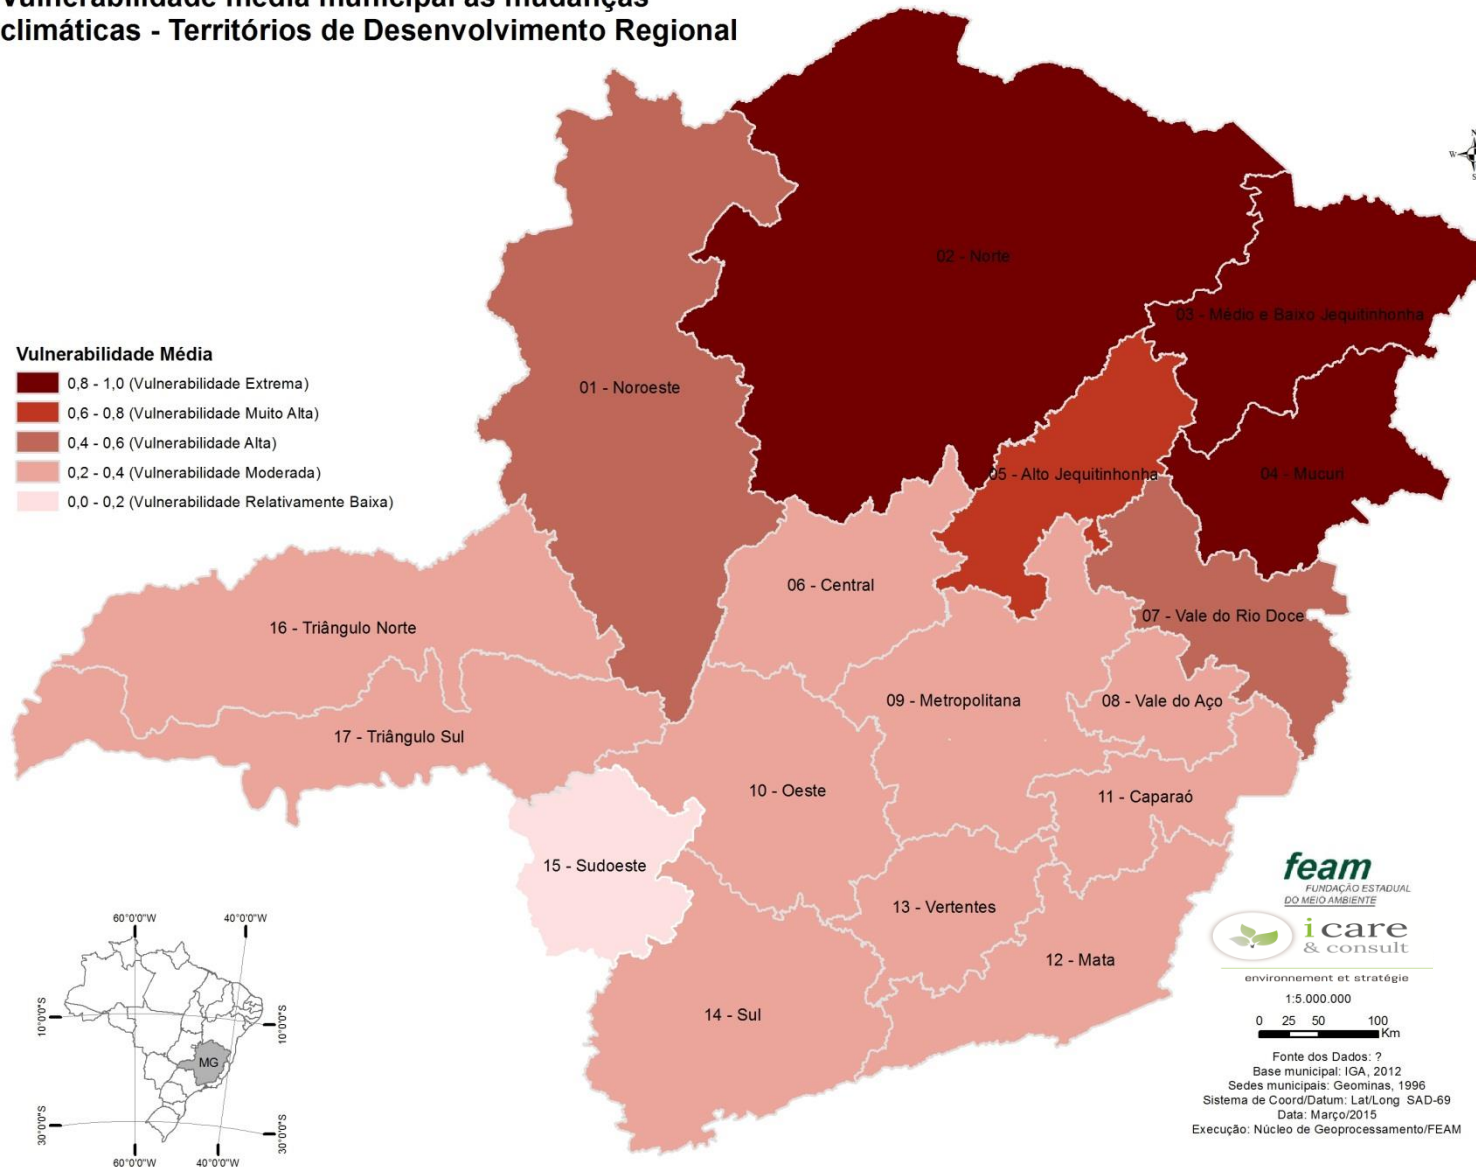 Vulnerabilidade média municipal às mudanças
climáticas - Territórios de Desenvolvimento Regional
N
W
S
02 - Norte
03 - Médio e Baixo Jequitinhonha
Vulnerabilidade Média
0,8 - 1,0 (Vulnerabilidade Extrema)
0,6 - 0,8 (Vulnerabilidade Muito Alta)
0,4 - 0,6 (Vulnerabilidade Alta)
0,2 - 0,4 (Vulnerabilidade Moderada)
0,0 - 0,2 (Vulnerabilidade Relativamente Baixa)
01 - Noroeste
05 - Alto Jequitinhonha
04 - Mucuri
06 - Central
07 - Vale do Rio Doce
16 - Triângulo Norte
09 - Metropolitana
08 - Vale do Aço
17 - Triângulo Sul
10 - Oeste
11 - Caparaó
15 - Sudoeste
13 - Vertentes
12 - Mata
14 - Sul
feam
FUNDAÇÃO ESTADUAL
DO MEIO AMBIENTE
i care
& consult
environnement et stratégie
1:5.000.000
0 25 50 100
Km
Fonte dos Dados: ?
Base municipal: IGA, 2012
Sedes municipais: Geominas, 1996
Sistema de Coord/Datum: Lat/Long SAD-69
Data: Março/2015
Execução: Núcleo de Geoprocessamento/FEAM
60°0'0"W 40°0'0"W
10°0'0"S 10°0'0"S
MG
30°0'0"S 30°0'0"S
60°0'0"W 40°0'0"W